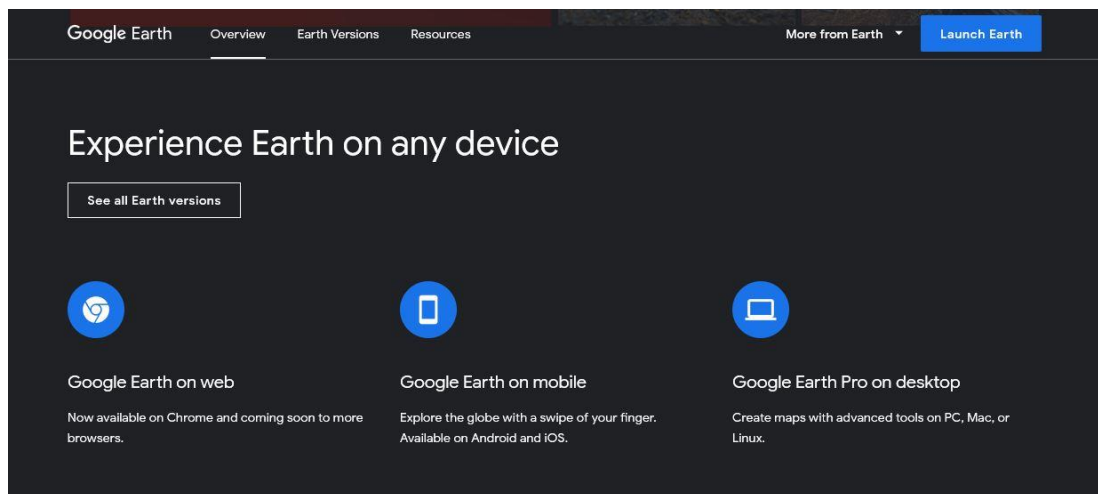 Google Earth
Overview
Earth Versions
Resources
More from Earth
Launch Earth
Experience Earth on any device
See all Earth versions
Google Earth on web
Now available on Chrome and coming soon to more
browsers.
Google Earth on mobile
Explore the globe with a swipe of your finger.
Available on Android and iOS.
Google Earth Pro on desktop
Create maps with advanced tools on PC, Mac, or
Linux.